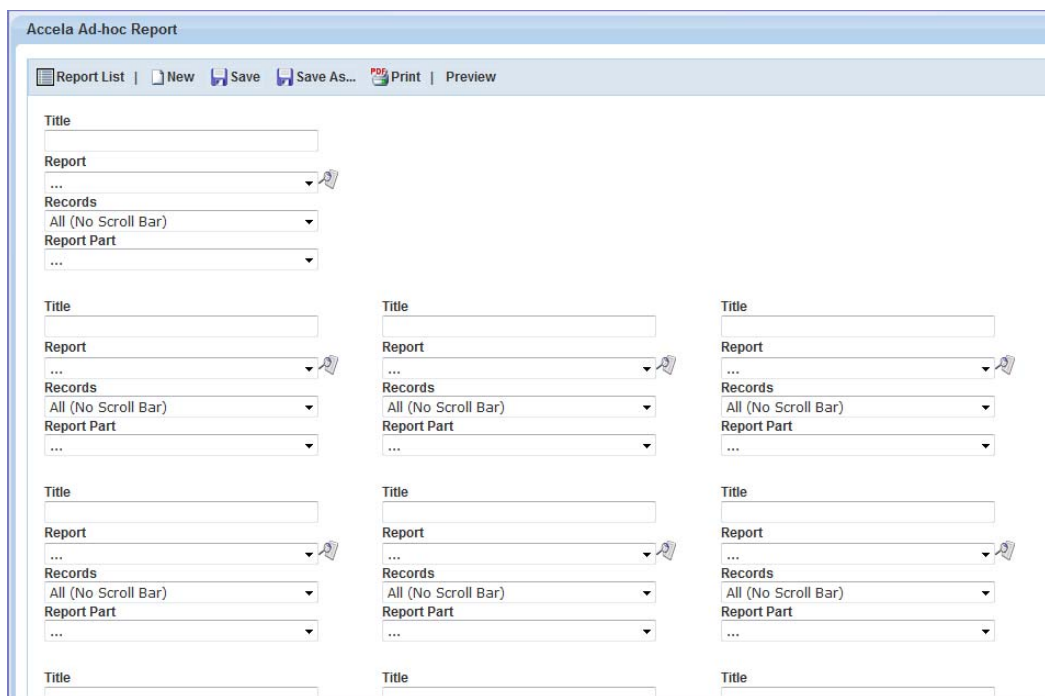 Accela Ad-hoc Report
Report List | New Save Save As... Print | Preview
Title
Report
...
Records
All (No Scroll Bar)
Report Part
...
Title Title Title
Report Report Report
... ... ...
Records Records Records
All (No Scroll Bar) All (No Scroll Bar) All (No Scroll Bar)
Report Part Report Part Report Part
... ... ...
Title Title Title
Report Report Report
... ... ...
Records Records Records
All (No Scroll Bar) All (No Scroll Bar) All (No Scroll Bar)
Report Part Report Part Report Part
... ... ...
Title Title Title